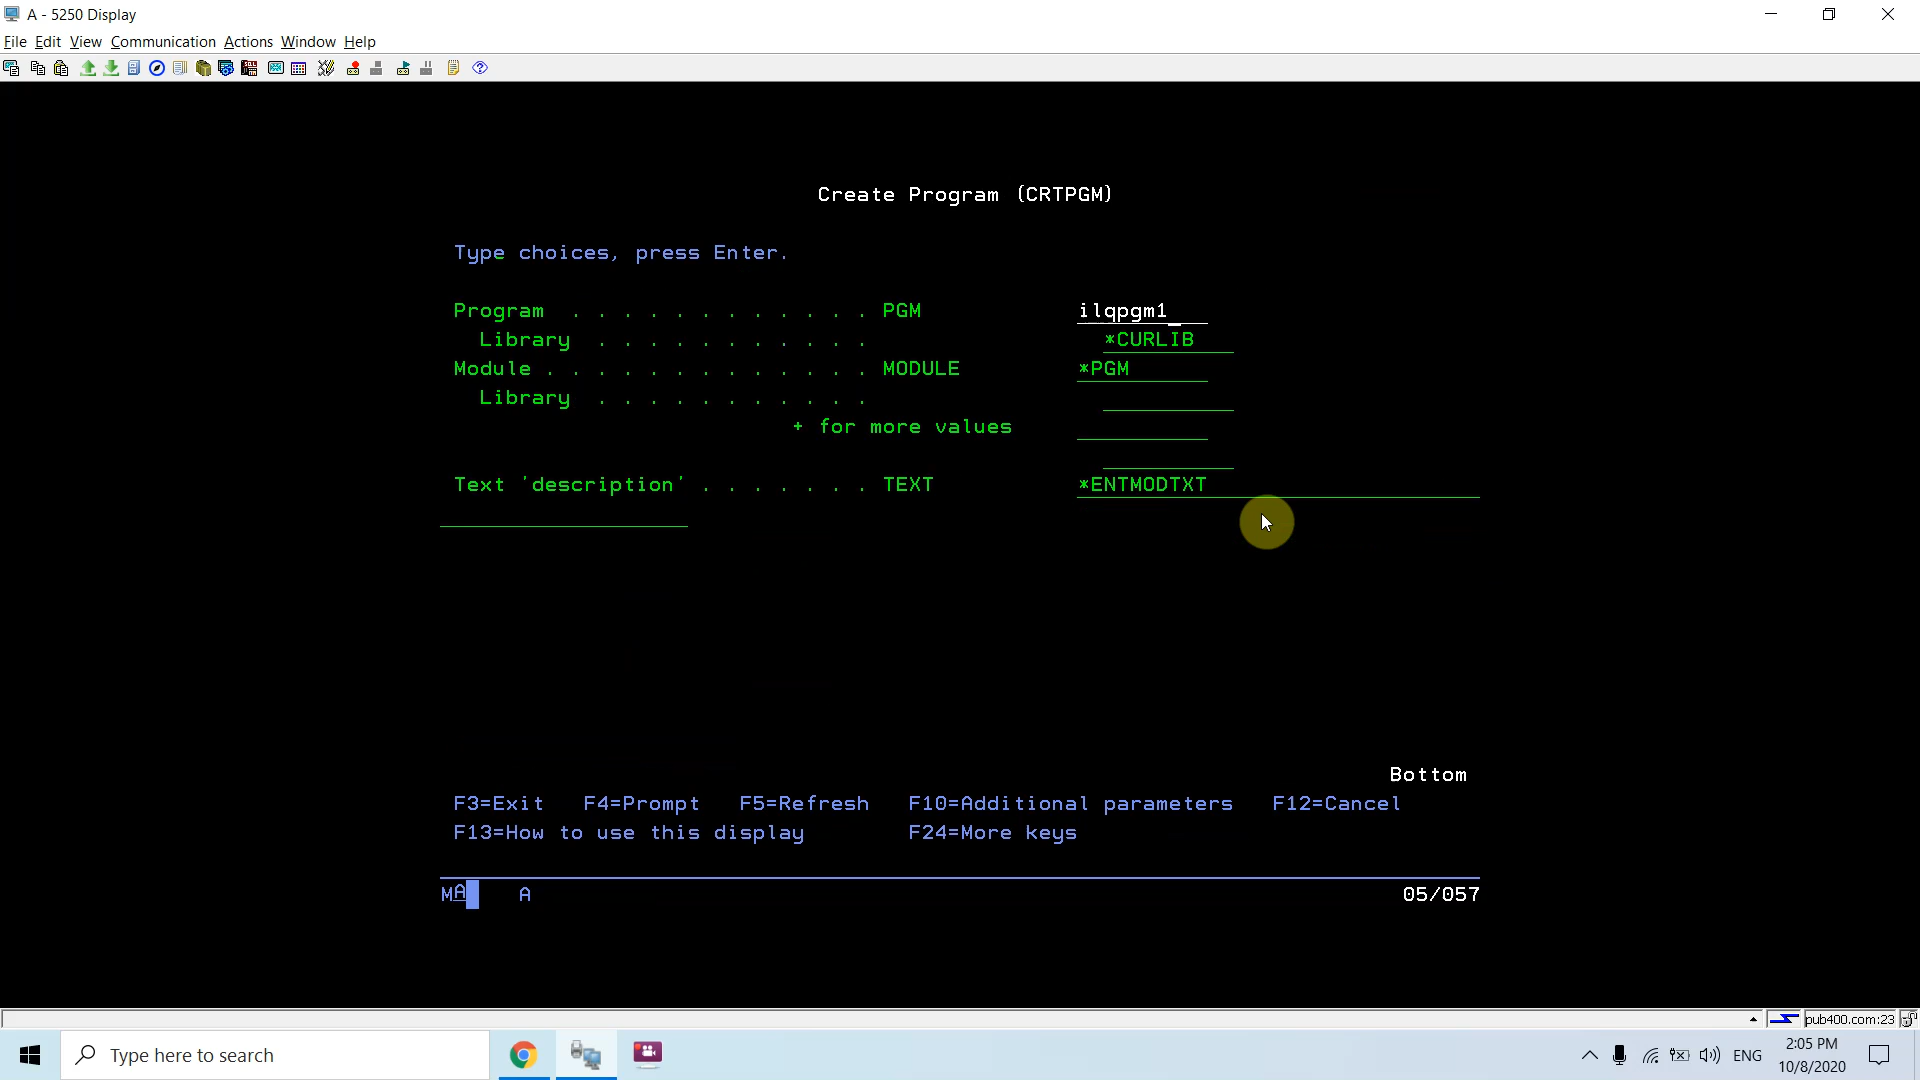 A - 5250 Display
File Edit View Communication Actions Window Help
Create Program (CRTPGM)
Type choices, press Enter.
Program . . . . . . . . . . . . PGM ilqpgm1_
Library . . . . . . . . . . . *CURLIB
Module . . . . . . . . . . . . . MODULE *PGM
Library . . . . . . . . . . .
+ for more values
Text 'description' . . . . . . . TEXT *ENTMODTXT
Bottom
F3=Exit F4=Prompt F5=Refresh F10=Additional parameters F12=Cancel
F13=How to use this display F24=More keys
MA A 05/057
pub400.com:23
Type here to search
ENG
2:05 PM
10/8/2020